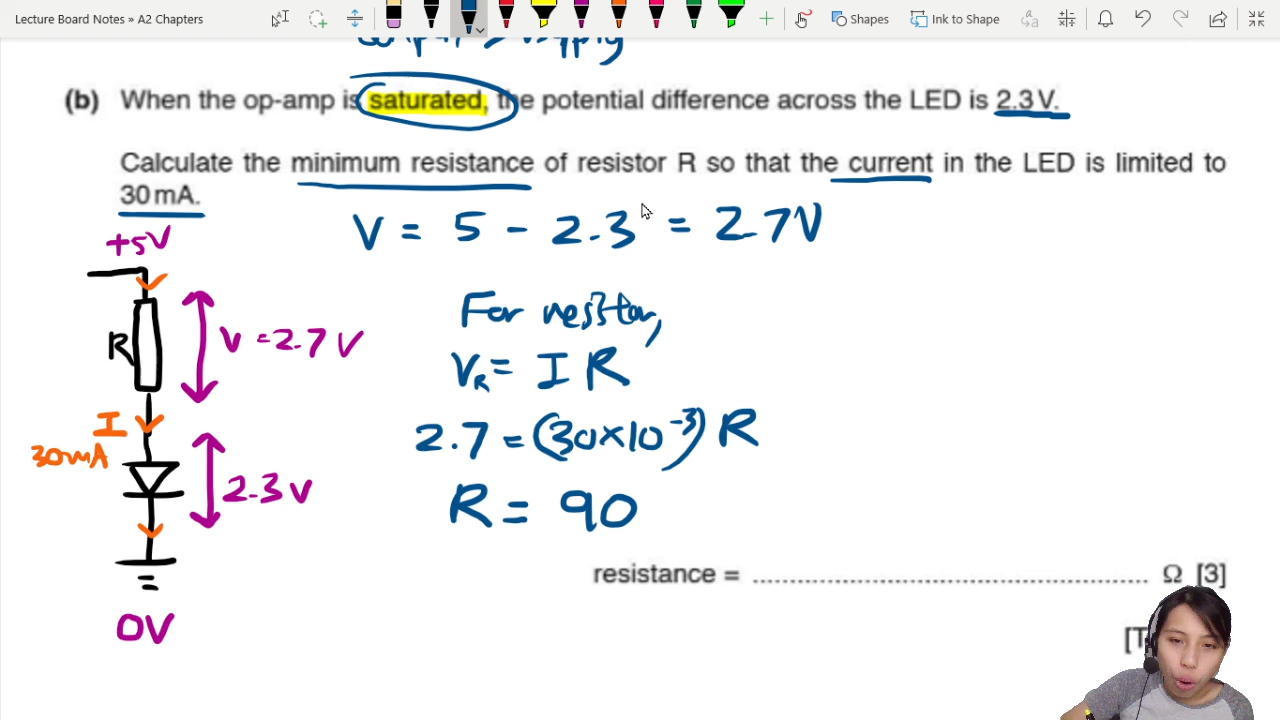 Lecture Board Notes » A2 Chapters
Shapes
Ink to Shape
output > supply
(b) When the op-amp is saturated, the potential difference across the LED is 2.3 V.
Calculate the minimum resistance of resistor R so that the current in the LED is limited to
30 mA.
V = 5 - 2.3 = 2.7V
+5V
For resistor,
R
V = 2.7 V
VR = I R
I
30mA
2.7 = (30×10⁻³) R
2.3 V
R = 90
resistance = .................................................... Ω [3]
0V